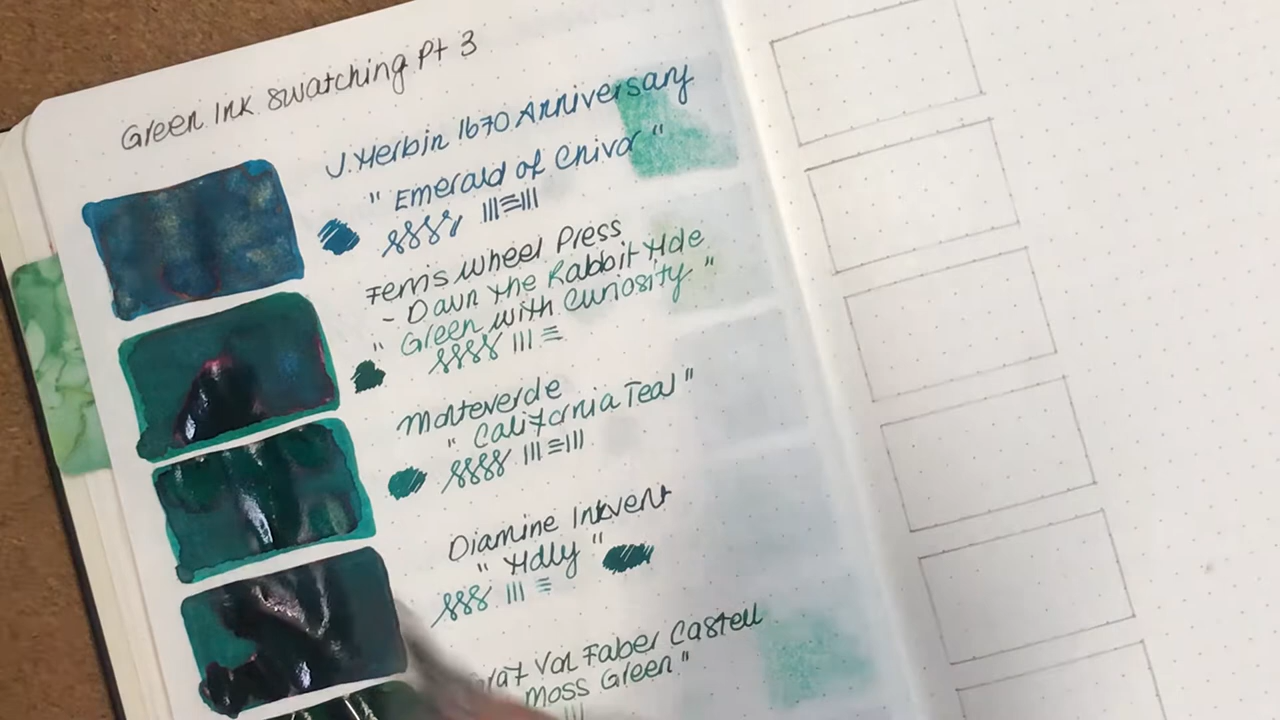 Green Ink Swatching Pt 3
J. Herbin 1670 Anniversary
" Emerald of Chivor "
Ferris Wheel Press
- Down the Rabbit Hole
" Green with Curiosity "
Monteverde
" California Teal "
Diamine Inkvent
" Holly "
Von Faber Castell
Moss Green "